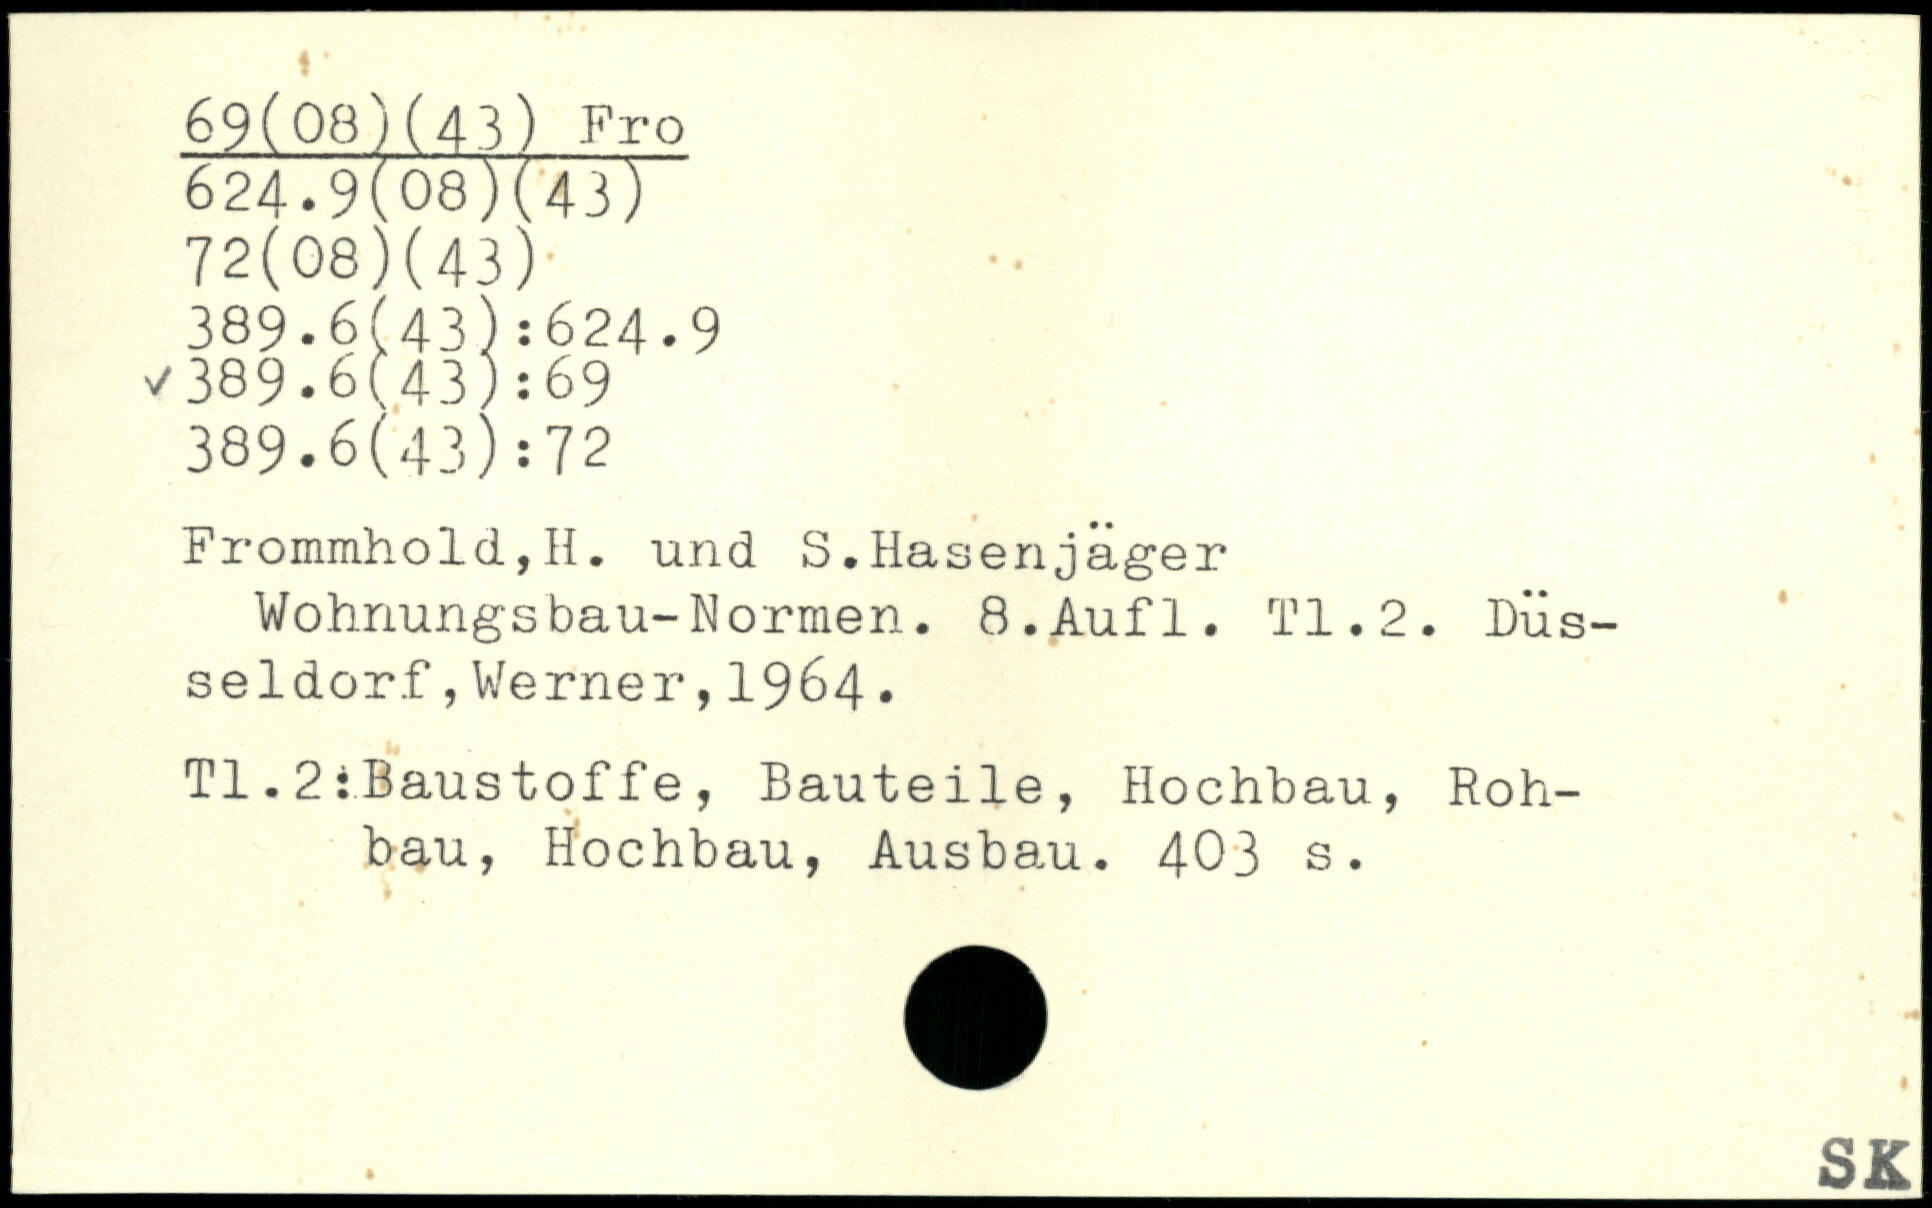 69(08)(43) Fro
624.9(08)(43)
72(08)(43)
389.6(43):624.9
✓389.6(43):69
389.6(43):72
Frommhold,H. und S.Hasenjäger
Wohnungsbau-Normen. 8.Aufl. Tl.2. Düs-
seldorf,Werner,1964.
Tl.2:Baustoffe, Bauteile, Hochbau, Roh-
bau, Hochbau, Ausbau. 403 s.
SK